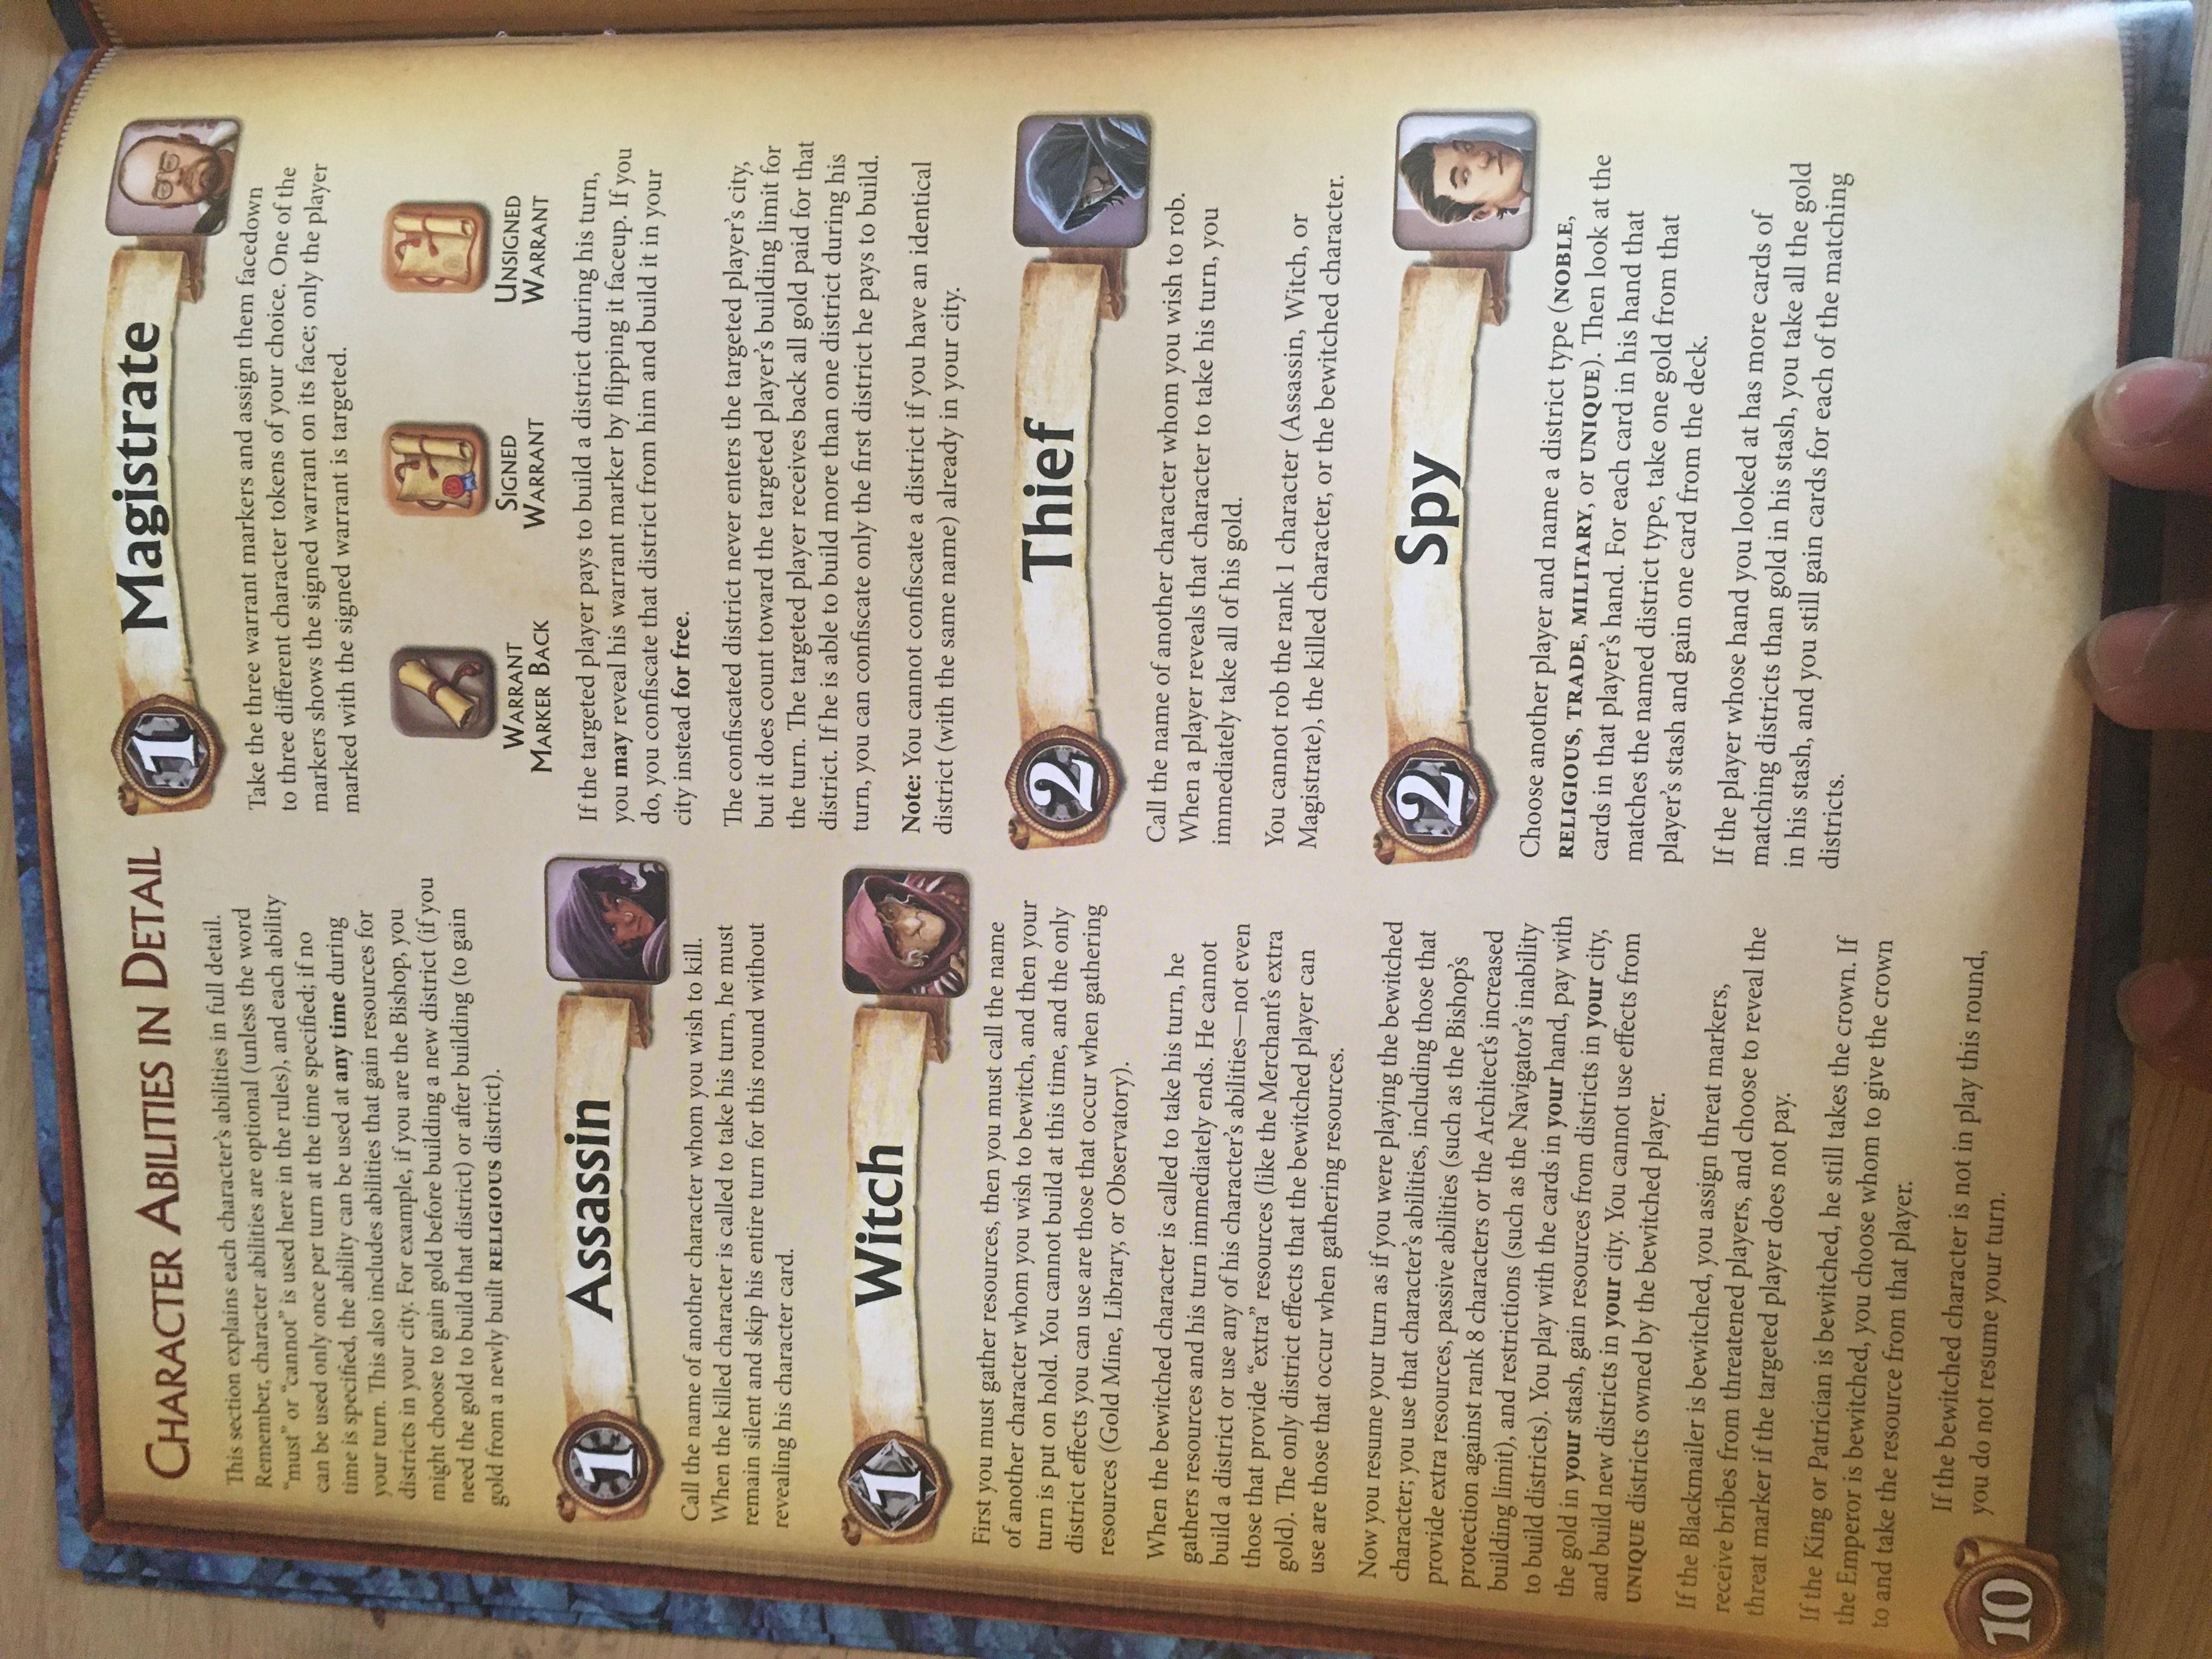 CHARACTER ABILITIES IN DETAIL
This section explains each character's abilities in full detail.
Remember, character abilities are optional (unless the word
"must" or "cannot" is used here in the rules), and each ability
can be used only once per turn at the time specified; if no
time is specified, the ability can be used at any time during
your turn. This also includes abilities that gain resources for
districts in your city. For example, if you are the Bishop, you
might choose to gain gold before building a new district (if you
need the gold to build that district) or after building (to gain
gold from a newly built RELIGIOUS district).
1 Assassin
Call the name of another character whom you wish to kill.
When the killed character is called to take his turn, he must
remain silent and skip his entire turn for this round without
revealing his character card.
1 Witch
First you must gather resources, then you must call the name
of another character whom you wish to bewitch, and then your
turn is put on hold. You cannot build at this time, and the only
district effects you can use are those that occur when gathering
resources (Gold Mine, Library, or Observatory).
When the bewitched character is called to take his turn, he
gathers resources and his turn immediately ends. He cannot
build a district or use any of his character's abilities—not even
those that provide "extra" resources (like the Merchant's extra
gold). The only district effects that the bewitched player can
use are those that occur when gathering resources.
Now you resume your turn as if you were playing the bewitched
character; you use that character's abilities, including those that
provide extra resources, passive abilities (such as the Bishop's
protection against rank 8 characters or the Architect's increased
building limit), and restrictions (such as the Navigator's inability
to build districts). You play with the cards in your hand, pay with
the gold in your stash, gain resources from districts in your city,
and build new districts in your city. You cannot use effects from
UNIQUE districts owned by the bewitched player.
If the Blackmailer is bewitched, you assign threat markers,
receive bribes from threatened players, and choose to reveal the
threat marker if the targeted player does not pay.
If the King or Patrician is bewitched, he still takes the crown. If
the Emperor is bewitched, you choose whom to give the crown
to and take the resource from that player.
If the bewitched character is not in play this round,
you do not resume your turn.
10
1 Magistrate
Take the three warrant markers and assign them facedown
to three different character tokens of your choice. One of the
markers shows the signed warrant on its face; only the player
marked with the signed warrant is targeted.
WARRANT
MARKER BACK
SIGNED
WARRANT
UNSIGNED
WARRANT
If the targeted player pays to build a district during his turn,
you may reveal his warrant marker by flipping it faceup. If you
do, you confiscate that district from him and build it in your
city instead for free.
The confiscated district never enters the targeted player's city,
but it does count toward the targeted player's building limit for
the turn. The targeted player receives back all gold paid for that
district. If he is able to build more than one district during his
turn, you can confiscate only the first district he pays to build.
Note: You cannot confiscate a district if you have an identical
district (with the same name) already in your city.
2 Thief
Call the name of another character whom you wish to rob.
When a player reveals that character to take his turn, you
immediately take all of his gold.
You cannot rob the rank 1 character (Assassin, Witch, or
Magistrate), the killed character, or the bewitched character.
2 Spy
Choose another player and name a district type (NOBLE,
RELIGIOUS, TRADE, MILITARY, or UNIQUE). Then look at the
cards in that player's hand. For each card in his hand that
matches the named district type, take one gold from that
player's stash and gain one card from the deck.
If the player whose hand you looked at has more cards of
matching districts than gold in his stash, you take all the gold
in his stash, and you still gain cards for each of the matching
districts.